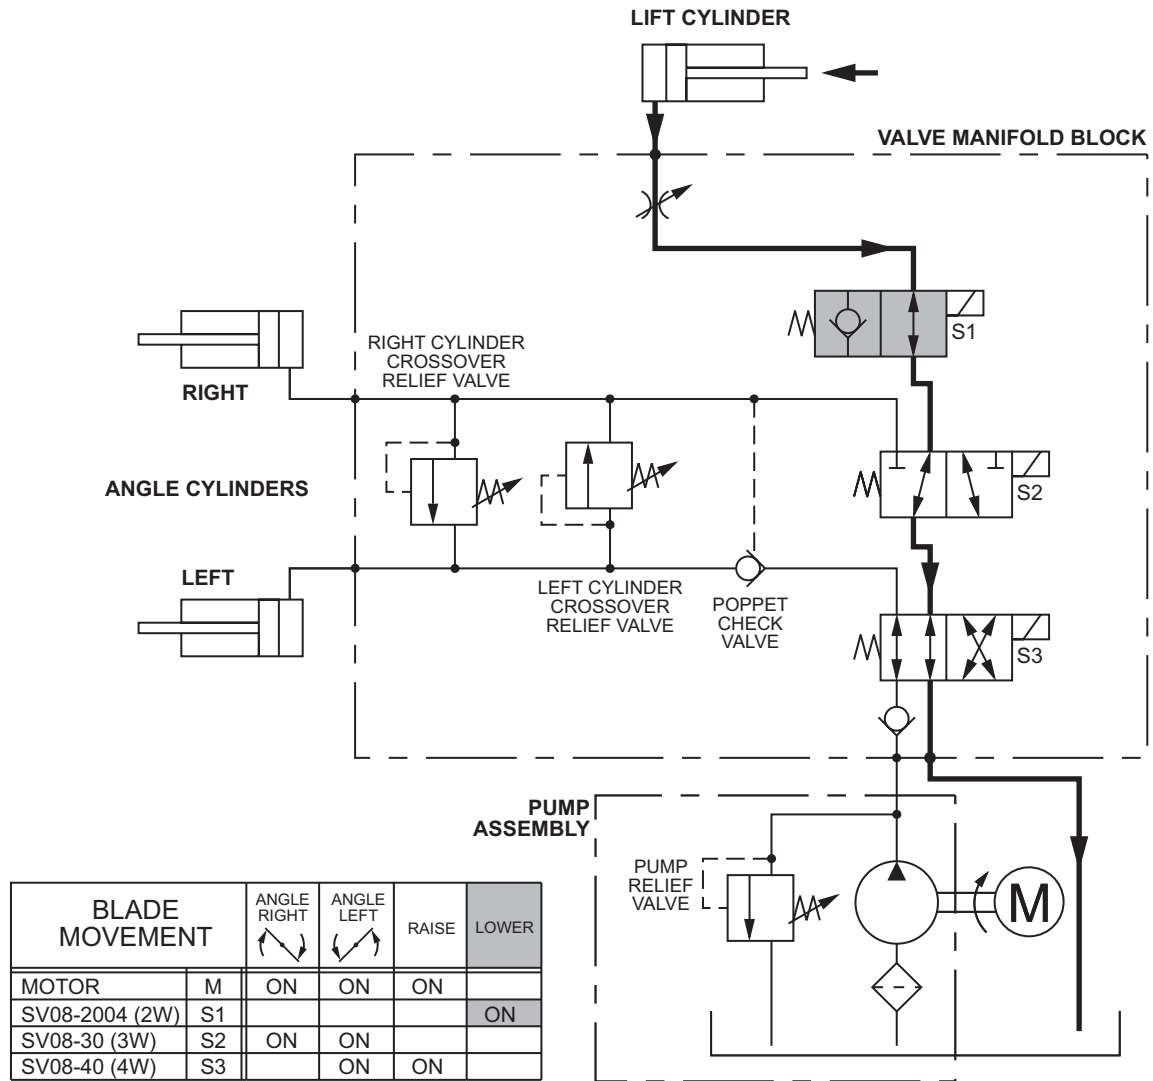 LIFT CYLINDER
VALVE MANIFOLD BLOCK
S1
RIGHT CYLINDER
CROSSOVER
RELIEF VALVE
RIGHT
S2
ANGLE CYLINDERS
LEFT
LEFT CYLINDER
CROSSOVER
RELIEF VALVE
POPPET
CHECK
VALVE
S3
PUMP
ASSEMBLY
PUMP
RELIEF
VALVE
M
BLADE
MOVEMENT
ANGLE
RIGHT
ANGLE
LEFT
RAISE
LOWER
MOTOR M ON ON ON
SV08-2004 (2W) S1 ON
SV08-30 (3W) S2 ON ON
SV08-40 (4W) S3 ON ON